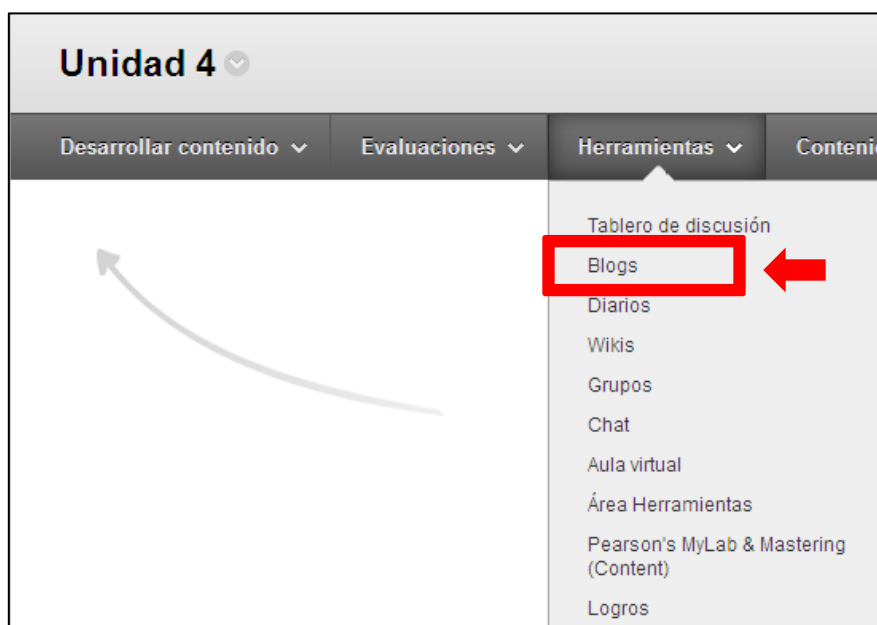 Unidad 4
Desarrollar contenido
Evaluaciones
Herramientas
Tablero de discusión
Blogs
Diarios
Wikis
Grupos
Chat
Aula virtual
Área Herramientas
Pearson's MyLab & Mastering
(Content)
Logros